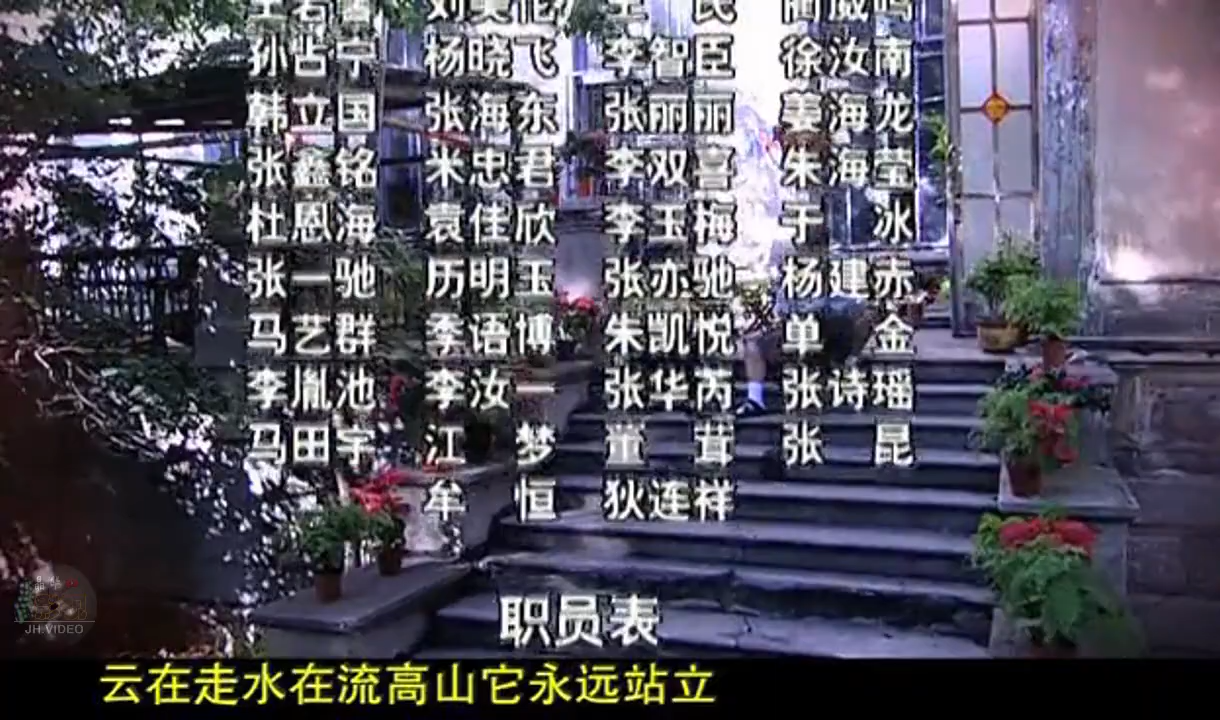 孙占宁 杨晓飞 李智臣 徐汝南
韩立国 张海东 张丽丽 姜海龙
张鑫铭 米忠君 李双喜 朱海莹
杜恩海 袁佳欣 李玉梅 于 冰
张一驰 历明玉 张亦驰 杨建赤
马艺群 季语博 朱凯悦 单 金
李胤池 李汝一 张华芮 张诗瑶
马田宇 江 梦 董 茸 张 昆
牟 恒 狄连祥
职员表
JH.VIDEO
云在走水在流高山它永远站立